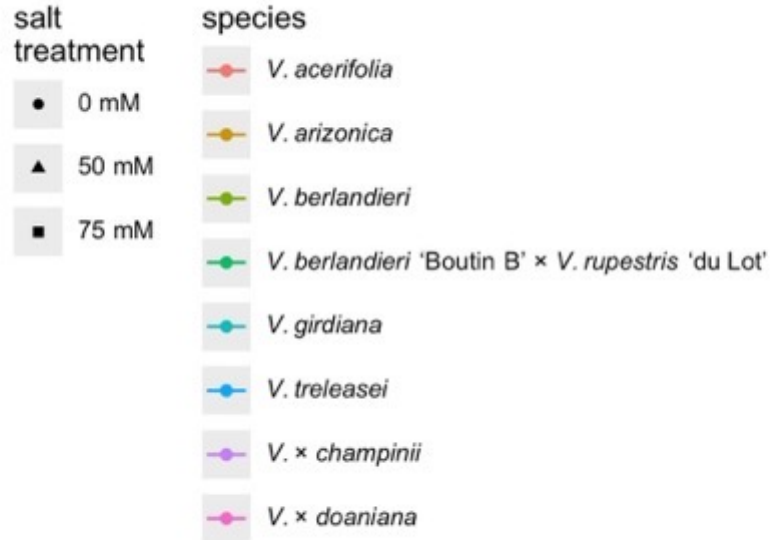 salt
treatment
0 mM
50 mM
75 mM
species
V. acerifolia
V. arizonica
V. berlandieri
V. berlandieri ‘Boutin B’ × V. rupestris ‘du Lot’
V. girdiana
V. treleasei
V. × champinii
V. × doaniana